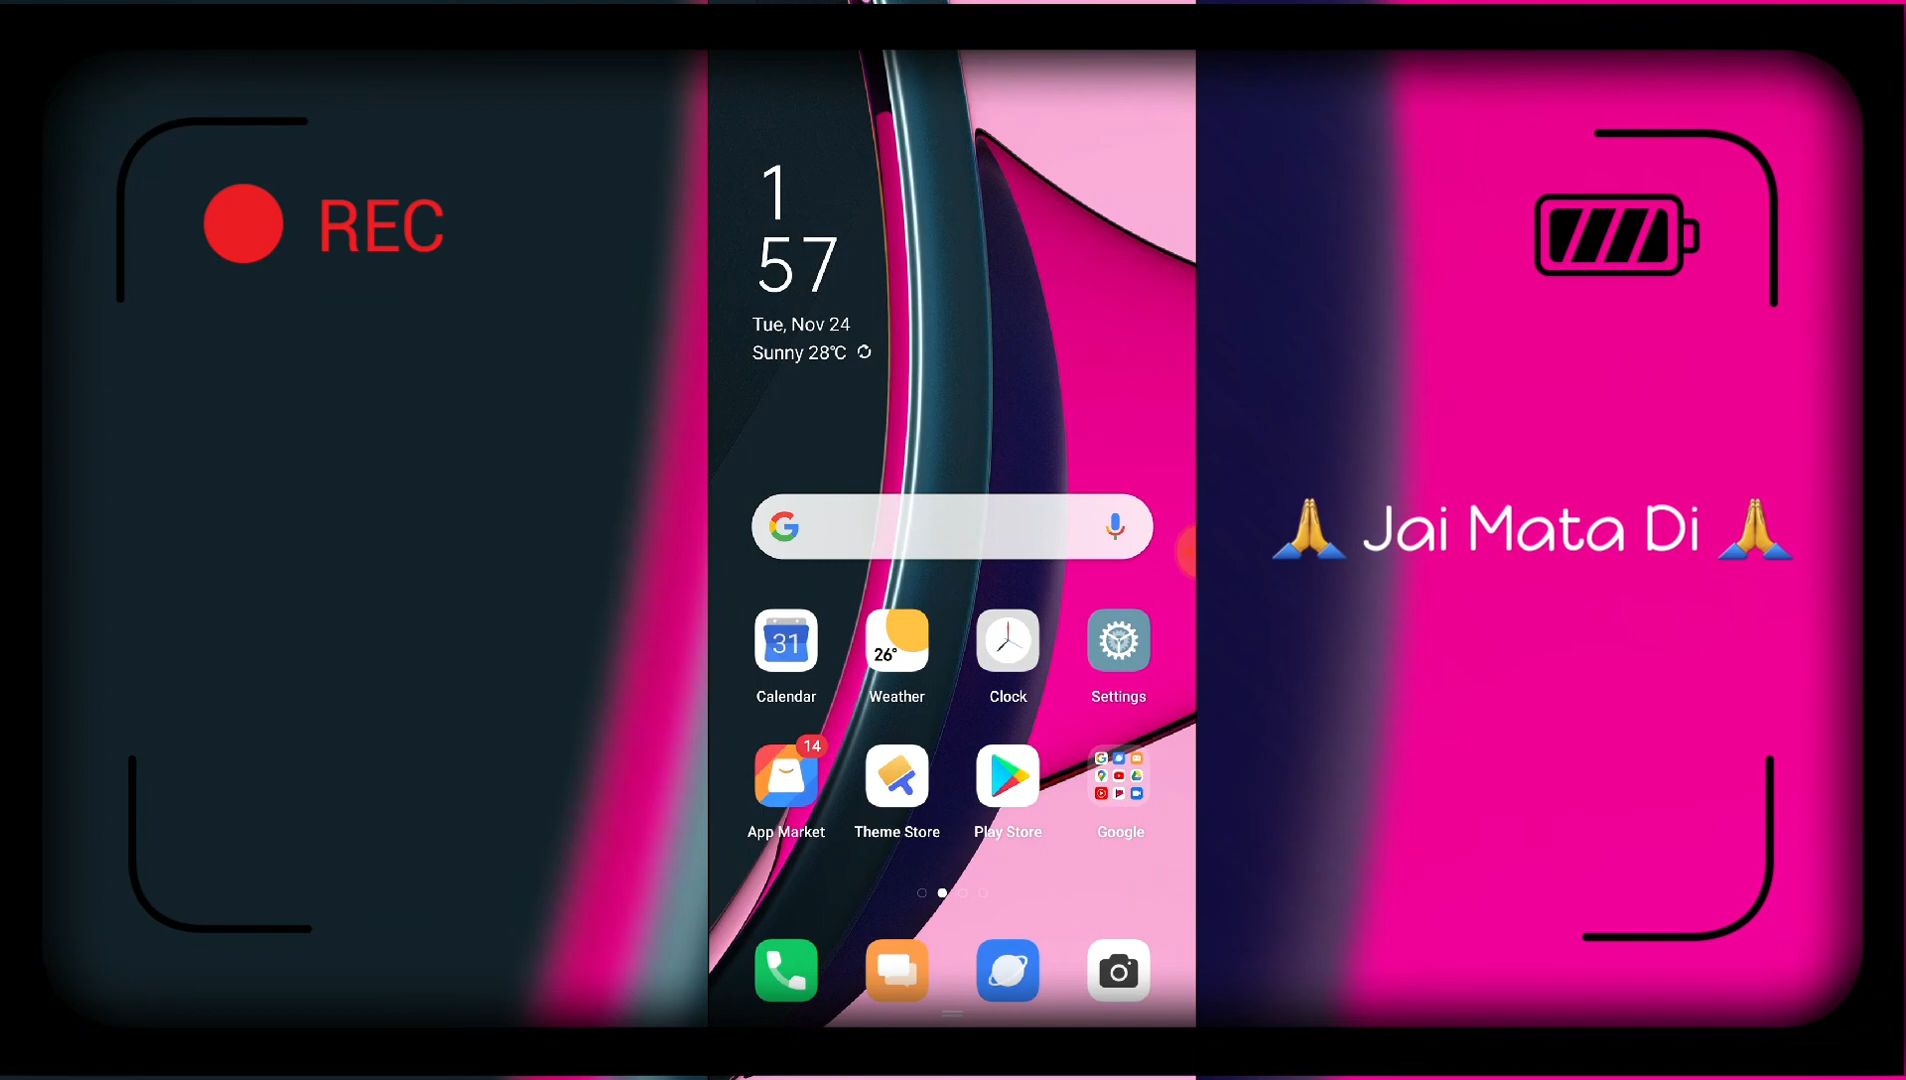 REC
1
57
Tue, Nov 24
Sunny 28℃
🙏 Jai Mata Di 🙏
31
26°
Calendar
Weather
Clock
Settings
14
App Market
Theme Store
Play Store
Google